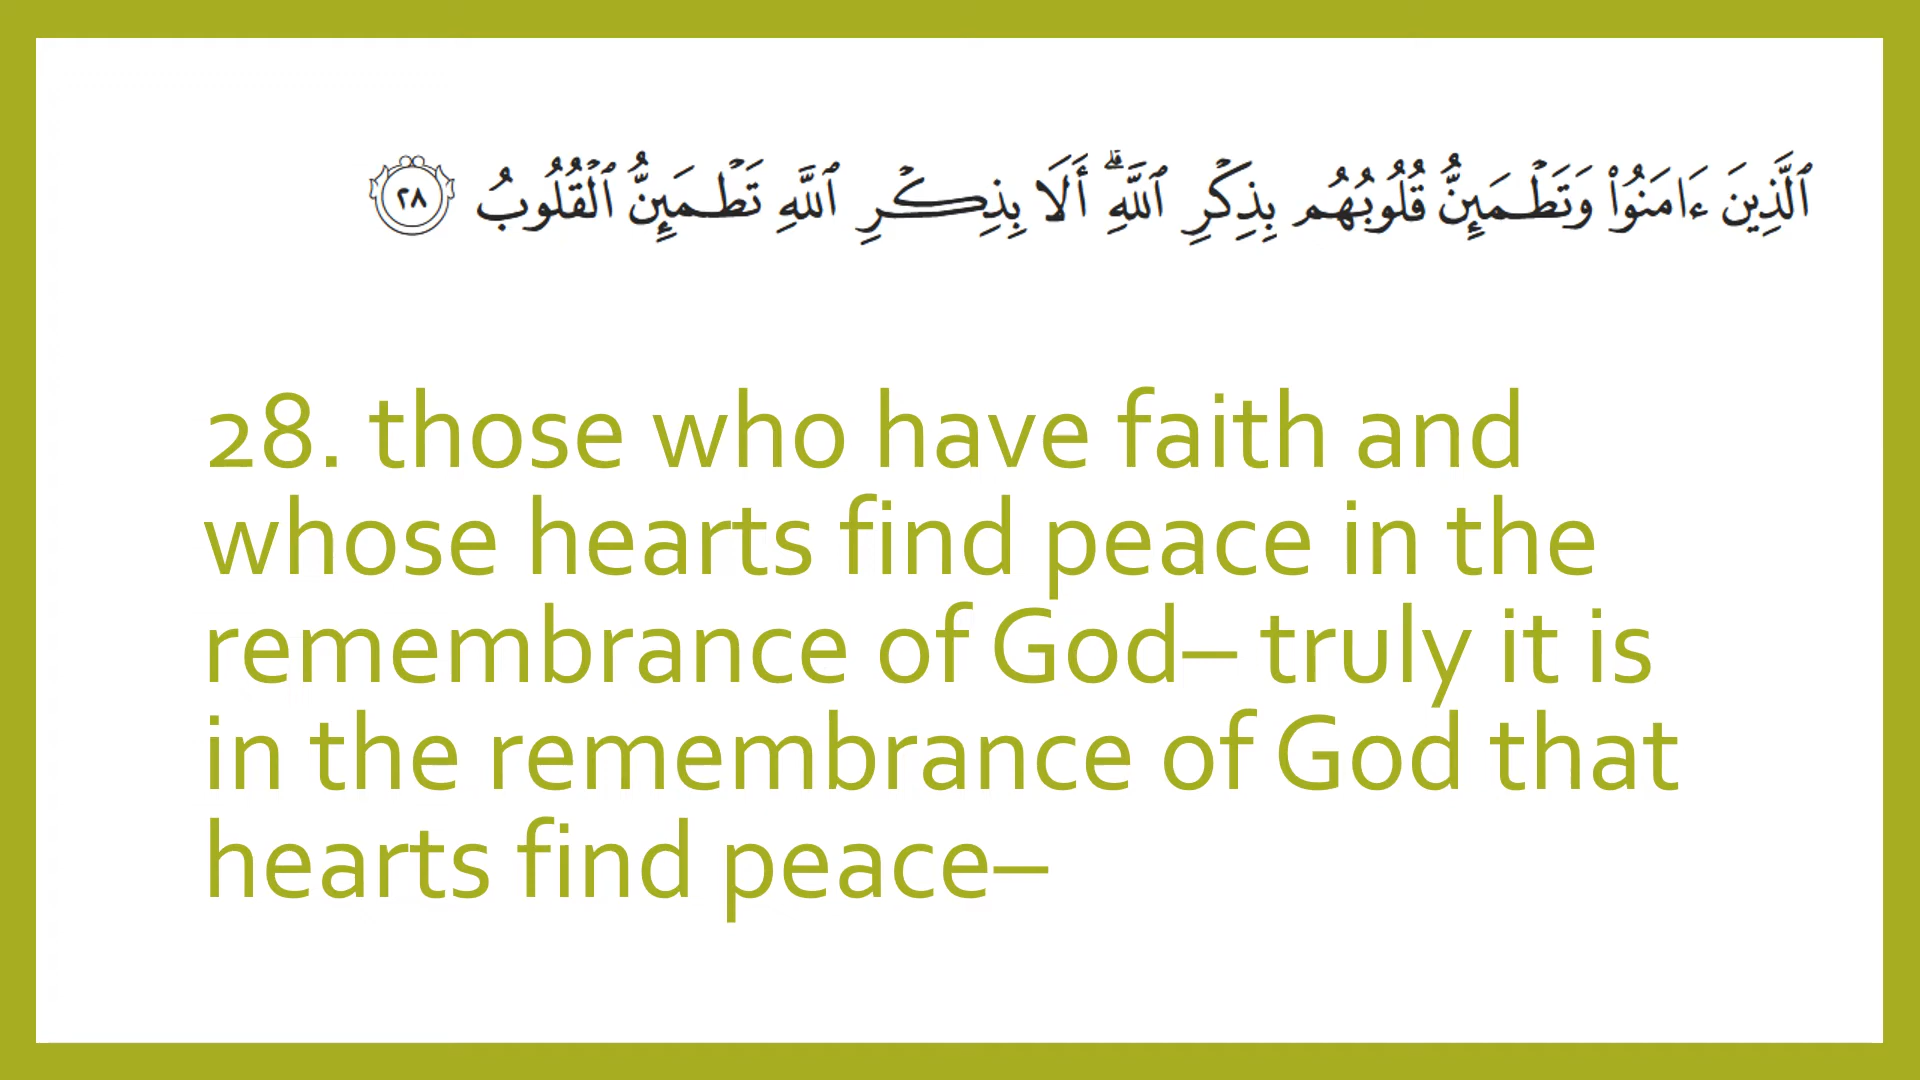 ٱلَّذِينَ ءَامَنُوا۟ وَتَطْمَئِنُّ قُلُوبُهُم بِذِكْرِ ٱللَّهِ ۗ أَلَا بِذِكْرِ ٱللَّهِ تَطْمَئِنُّ ٱلْقُلُوبُ ٢٨
28. those who have faith and
whose hearts find peace in the
remembrance of God– truly it is
in the remembrance of God that
hearts find peace–